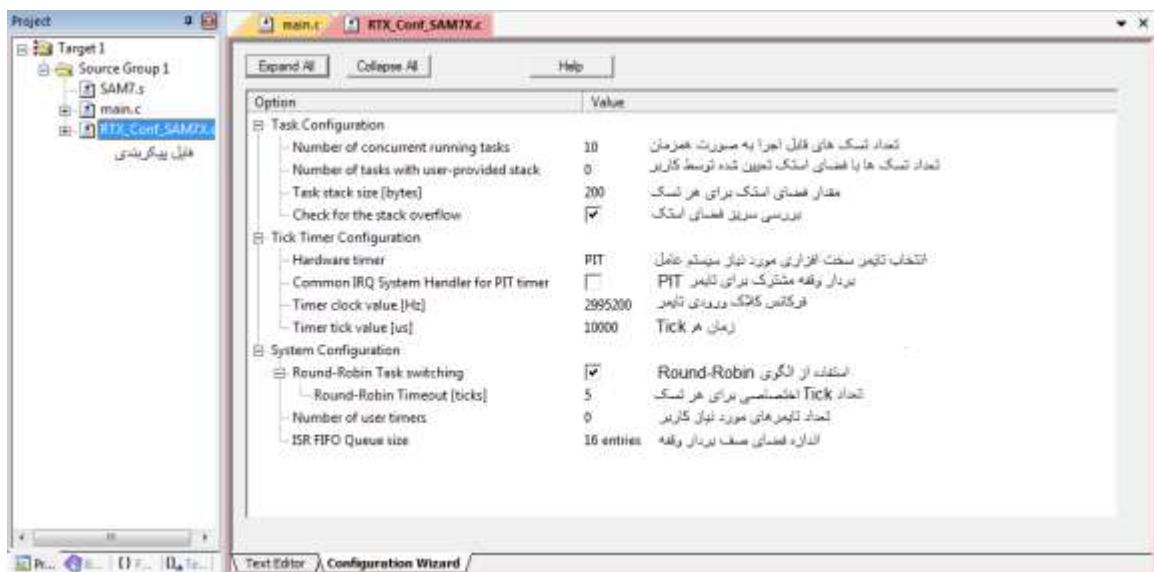 Project
main.c
RTX_Conf_SAM7X.c
Target 1
Source Group 1
SAM7.s
main.c
RTX_Conf_SAM7X.c
فایل پیکربندی
Expand All
Collapse All
Help
Option Value
Task Configuration
Number of concurrent running tasks 10 تعداد تسک های قابل اجرا به صورت همزمان
Number of tasks with user-provided stack 0 تعداد تسک ها با فضای استک تعیین شده توسط کاربر
Task stack size [bytes] 200 مقدار فضای استک برای هر تسک
Check for the stack overflow بررسی سرریز فضای استک
Tick Timer Configuration
Hardware timer PIT انتخاب تایمر سخت افزاری مورد نیاز سیستم عامل
Common IRQ System Handler for PIT timer بردار وقفه مشترک برای تایمر PIT
Timer clock value [Hz] 2995200 فرکانس کلاک ورودی تایمر
Timer tick value [us] 10000 زمان هر Tick
System Configuration
Round-Robin Task switching استفاده از الگوی Round-Robin
Round-Robin Timeout [ticks] 5 تعداد Tick اختصاصی برای هر تسک
Number of user timers 0 تعداد تایمرهای مورد نیاز کاربر
ISR FIFO Queue size 16 entries اندازه فضای صف بردار وقفه
Pr... B... {} F... Te...
Text Editor Configuration Wizard